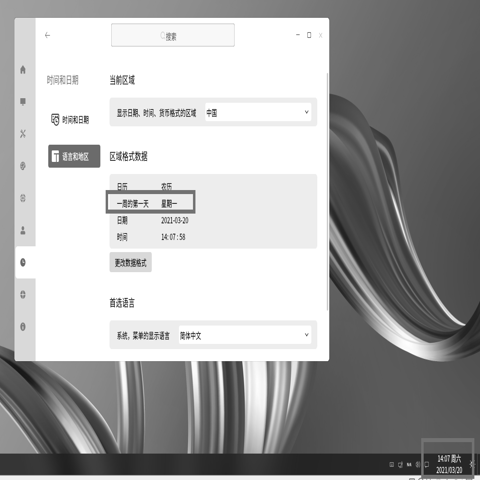 搜索
时间和日期
当前区域
显示日期、时间、货币格式的区域 中国
时间和日期
语言和地区
区域格式数据
日历 农历
一周的第一天 星期一
日期 2021-03-20
时间 14:07:58
更改数据格式
首选语言
系统，菜单的显示语言 简体中文
14:07 周六
2021/03/20